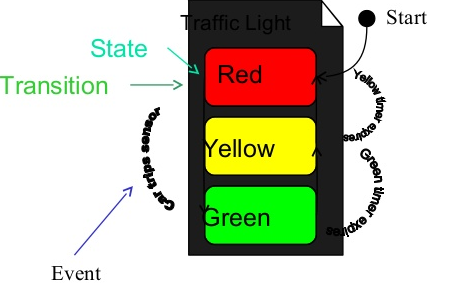 Traffic Light
Start
State
Red
Transition
Yellow timer expires
Car trips sensor
Yellow
Green timer expires
Green
Event